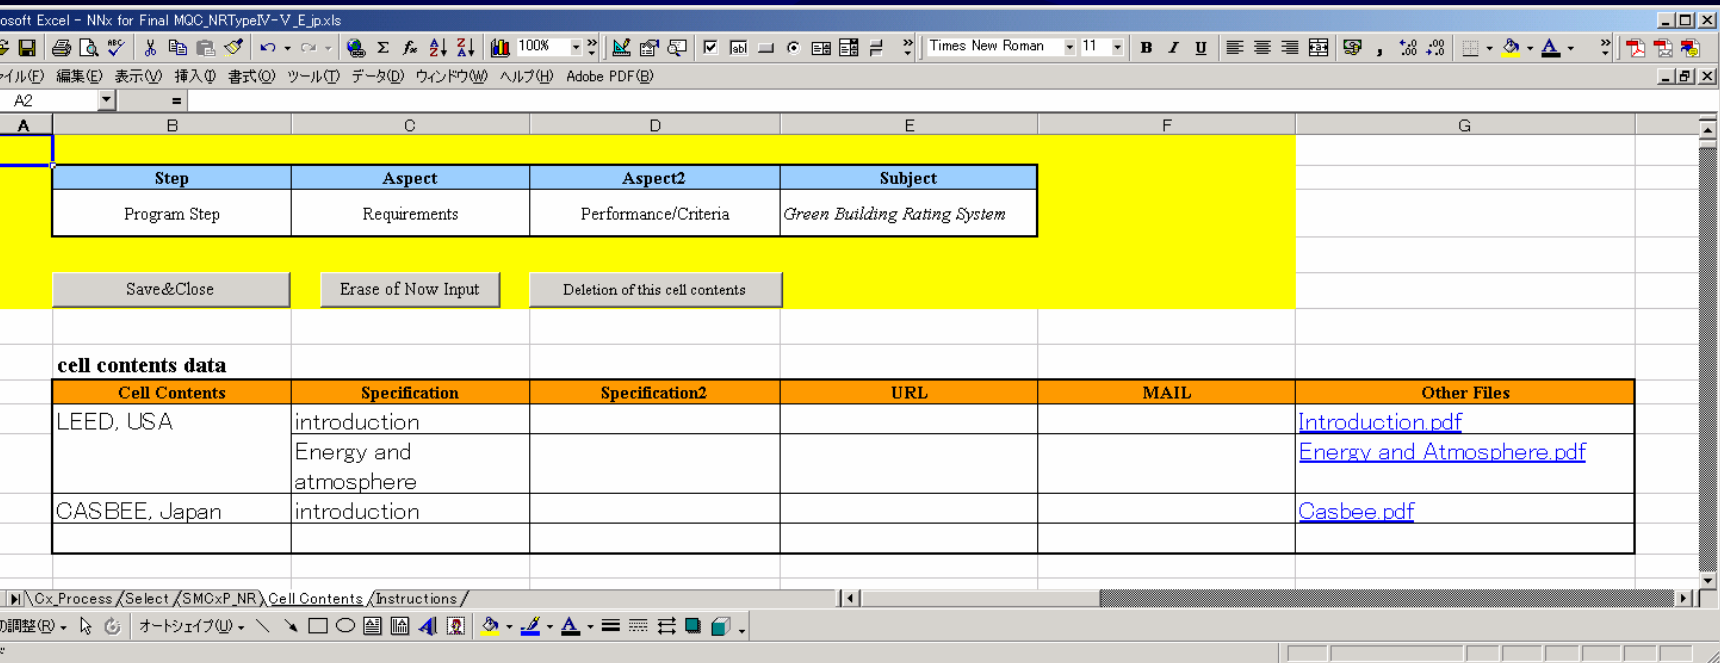 osoft Excel - NNx for Final MQC_NRTypeIV-V_E_jp.xls
100% Times New Roman 11 B I U
イル(F) 編集(E) 表示(V) 挿入(I) 書式(O) ツール(T) データ(D) ウィンドウ(W) ヘルプ(H) Adobe PDF(B)
A2 =
A B C D E F G
Step Aspect Aspect2 Subject
Program Step Requirements Performance/Criteria Green Building Rating System
Save&Close Erase of Now Input Deletion of this cell contents
cell contents data
Cell Contents Specification Specification2 URL MAIL Other Files
LEED, USA introduction Introduction.pdf
Energy and Energy and Atmosphere.pdf
atmosphere
CASBEE, Japan introduction Casbee.pdf
Cx_Process Select SMCxP_NR Cell Contents Instructions
の調整(R) オートシェイプ(U)